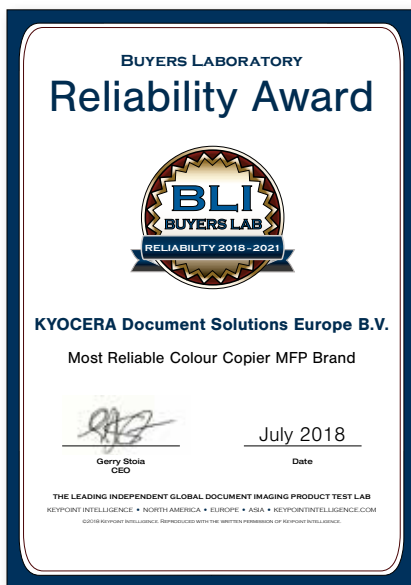 BUYERS LABORATORY
Reliability Award
BLI
BUYERS LAB
RELIABILITY 2018-2021
KYOCERA Document Solutions Europe B.V.
Most Reliable Colour Copier MFP Brand
July 2018
Gerry Stoia
CEO
Date
THE LEADING INDEPENDENT GLOBAL DOCUMENT IMAGING PRODUCT TEST LAB
KEYPOINT INTELLIGENCE • NORTH AMERICA • EUROPE • ASIA • KEYPOINTINTELLIGENCE.COM
©2018 KEYPOINT INTELLIGENCE. REPRODUCED WITH THE WRITTEN PERMISSION OF KEYPOINT INTELLIGENCE.